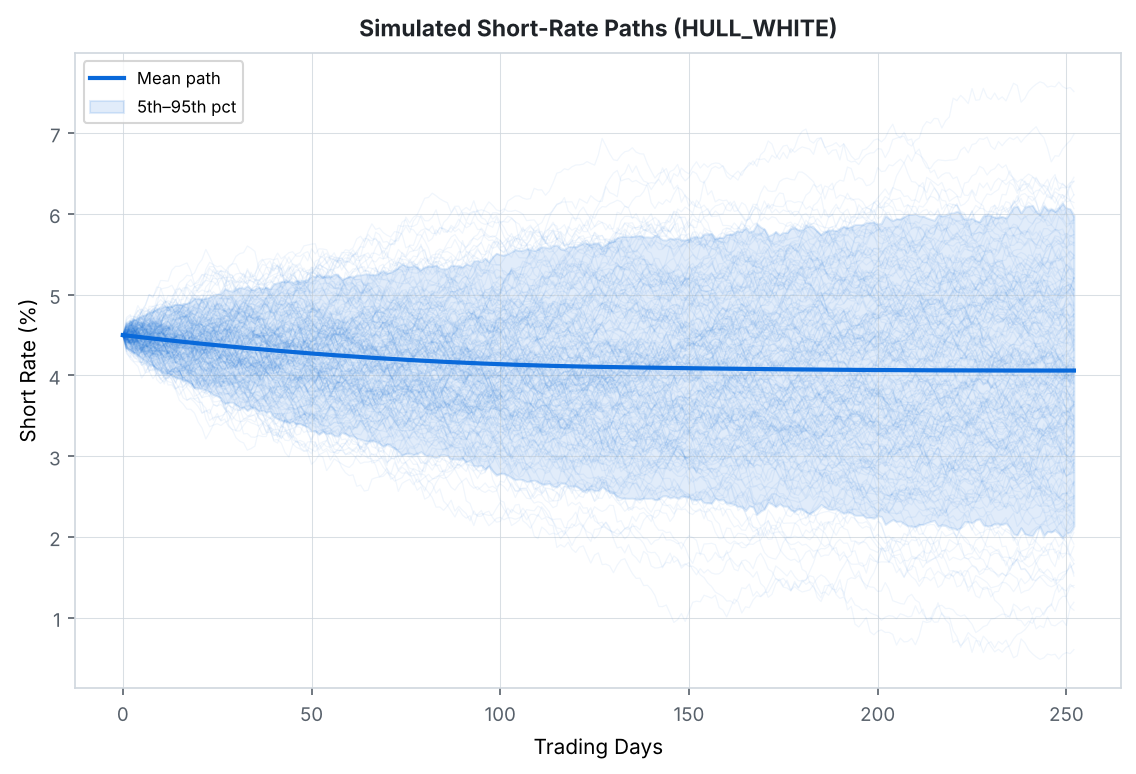 Simulated Short-Rate Paths (HULL_WHITE)
Mean path
5th–95th pct
Short Rate (%)
7
6
5
4
3
2
1
0
50
100
150
200
250
Trading Days